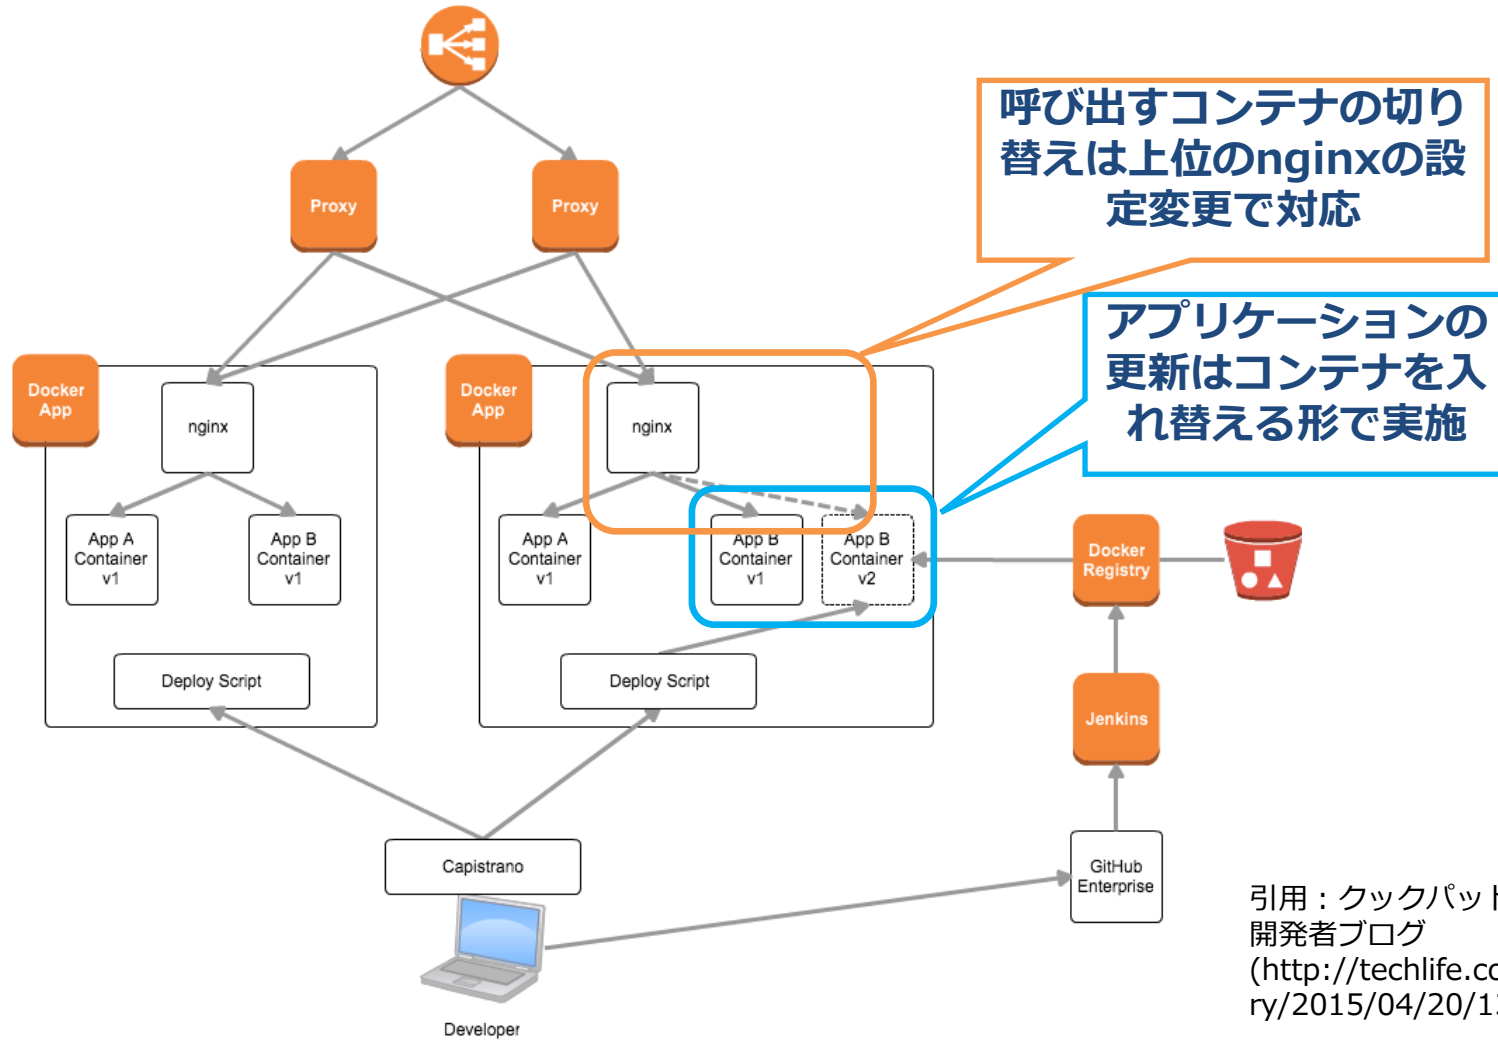 呼び出すコンテナの切り
替えは上位のnginxの設
定変更で対応
Proxy
Proxy
アプリケーションの
更新はコンテナを入
れ替える形で実施
Docker
App
nginx
App A
Container
v1
App B
Container
v1
Deploy Script
Docker
App
nginx
App A
Container
v1
App B
Container
v1
App B
Container
v2
Deploy Script
Docker
Registry
Jenkins
GitHub
Enterprise
Capistrano
Developer
引用：クックパッド
開発者ブログ
(http://techlife.co
ry/2015/04/20/1